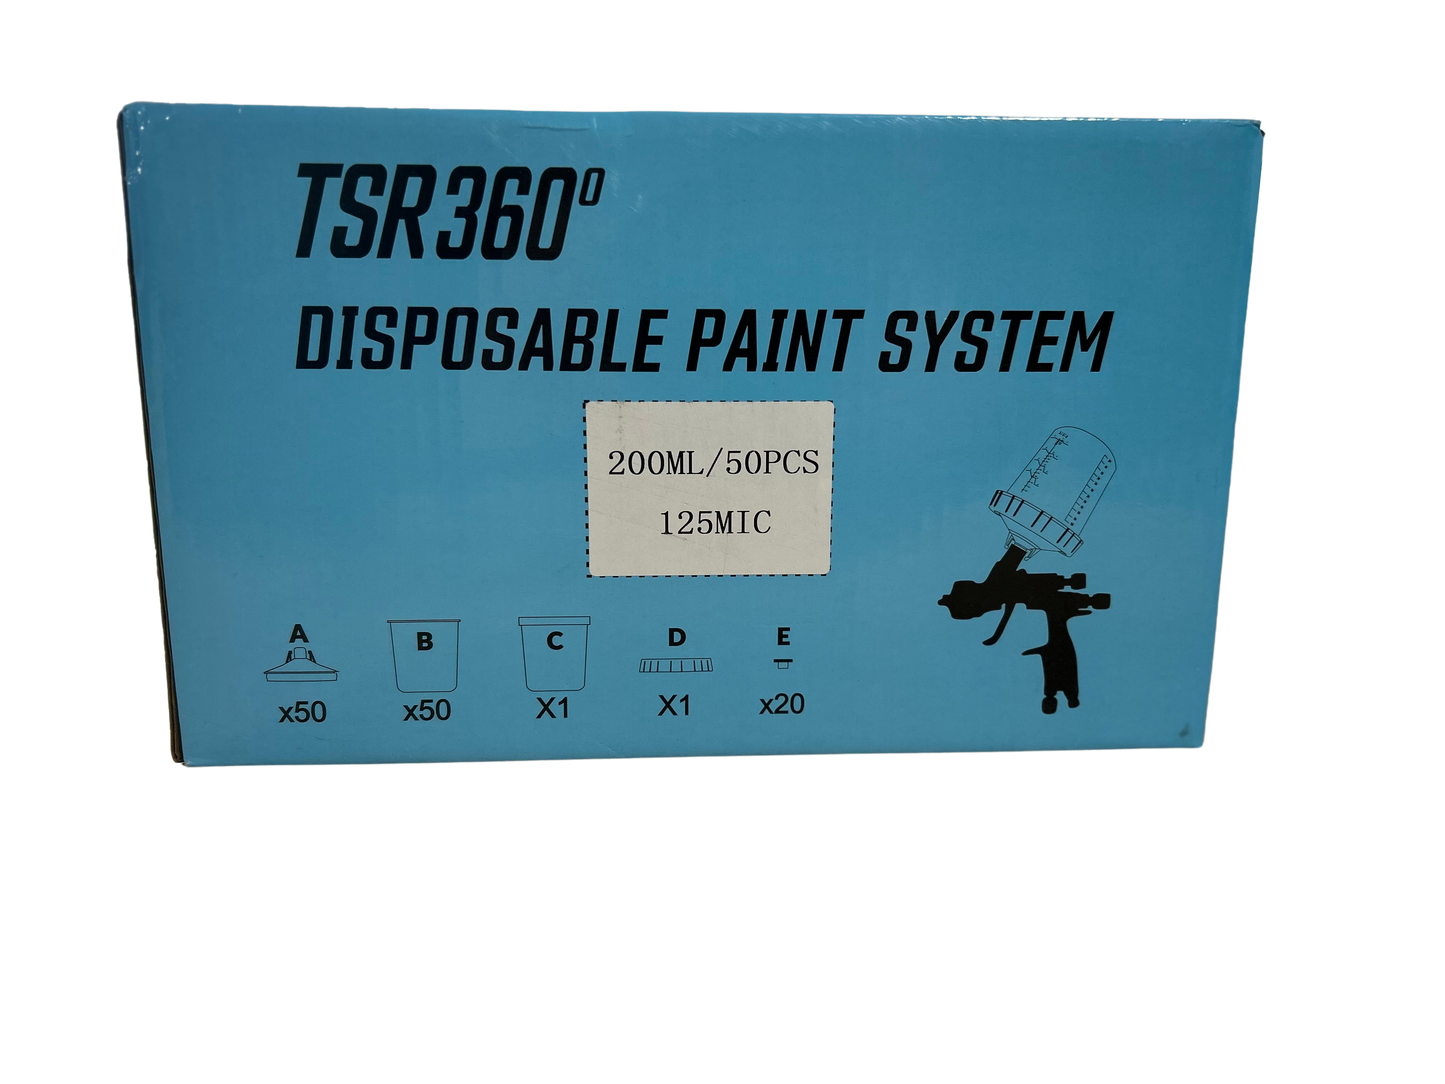 TSR360°
DISPOSABLE PAINT SYSTEM
200ML/50PCS
125MIC
A B C D E
x50 x50 X1 X1 x20